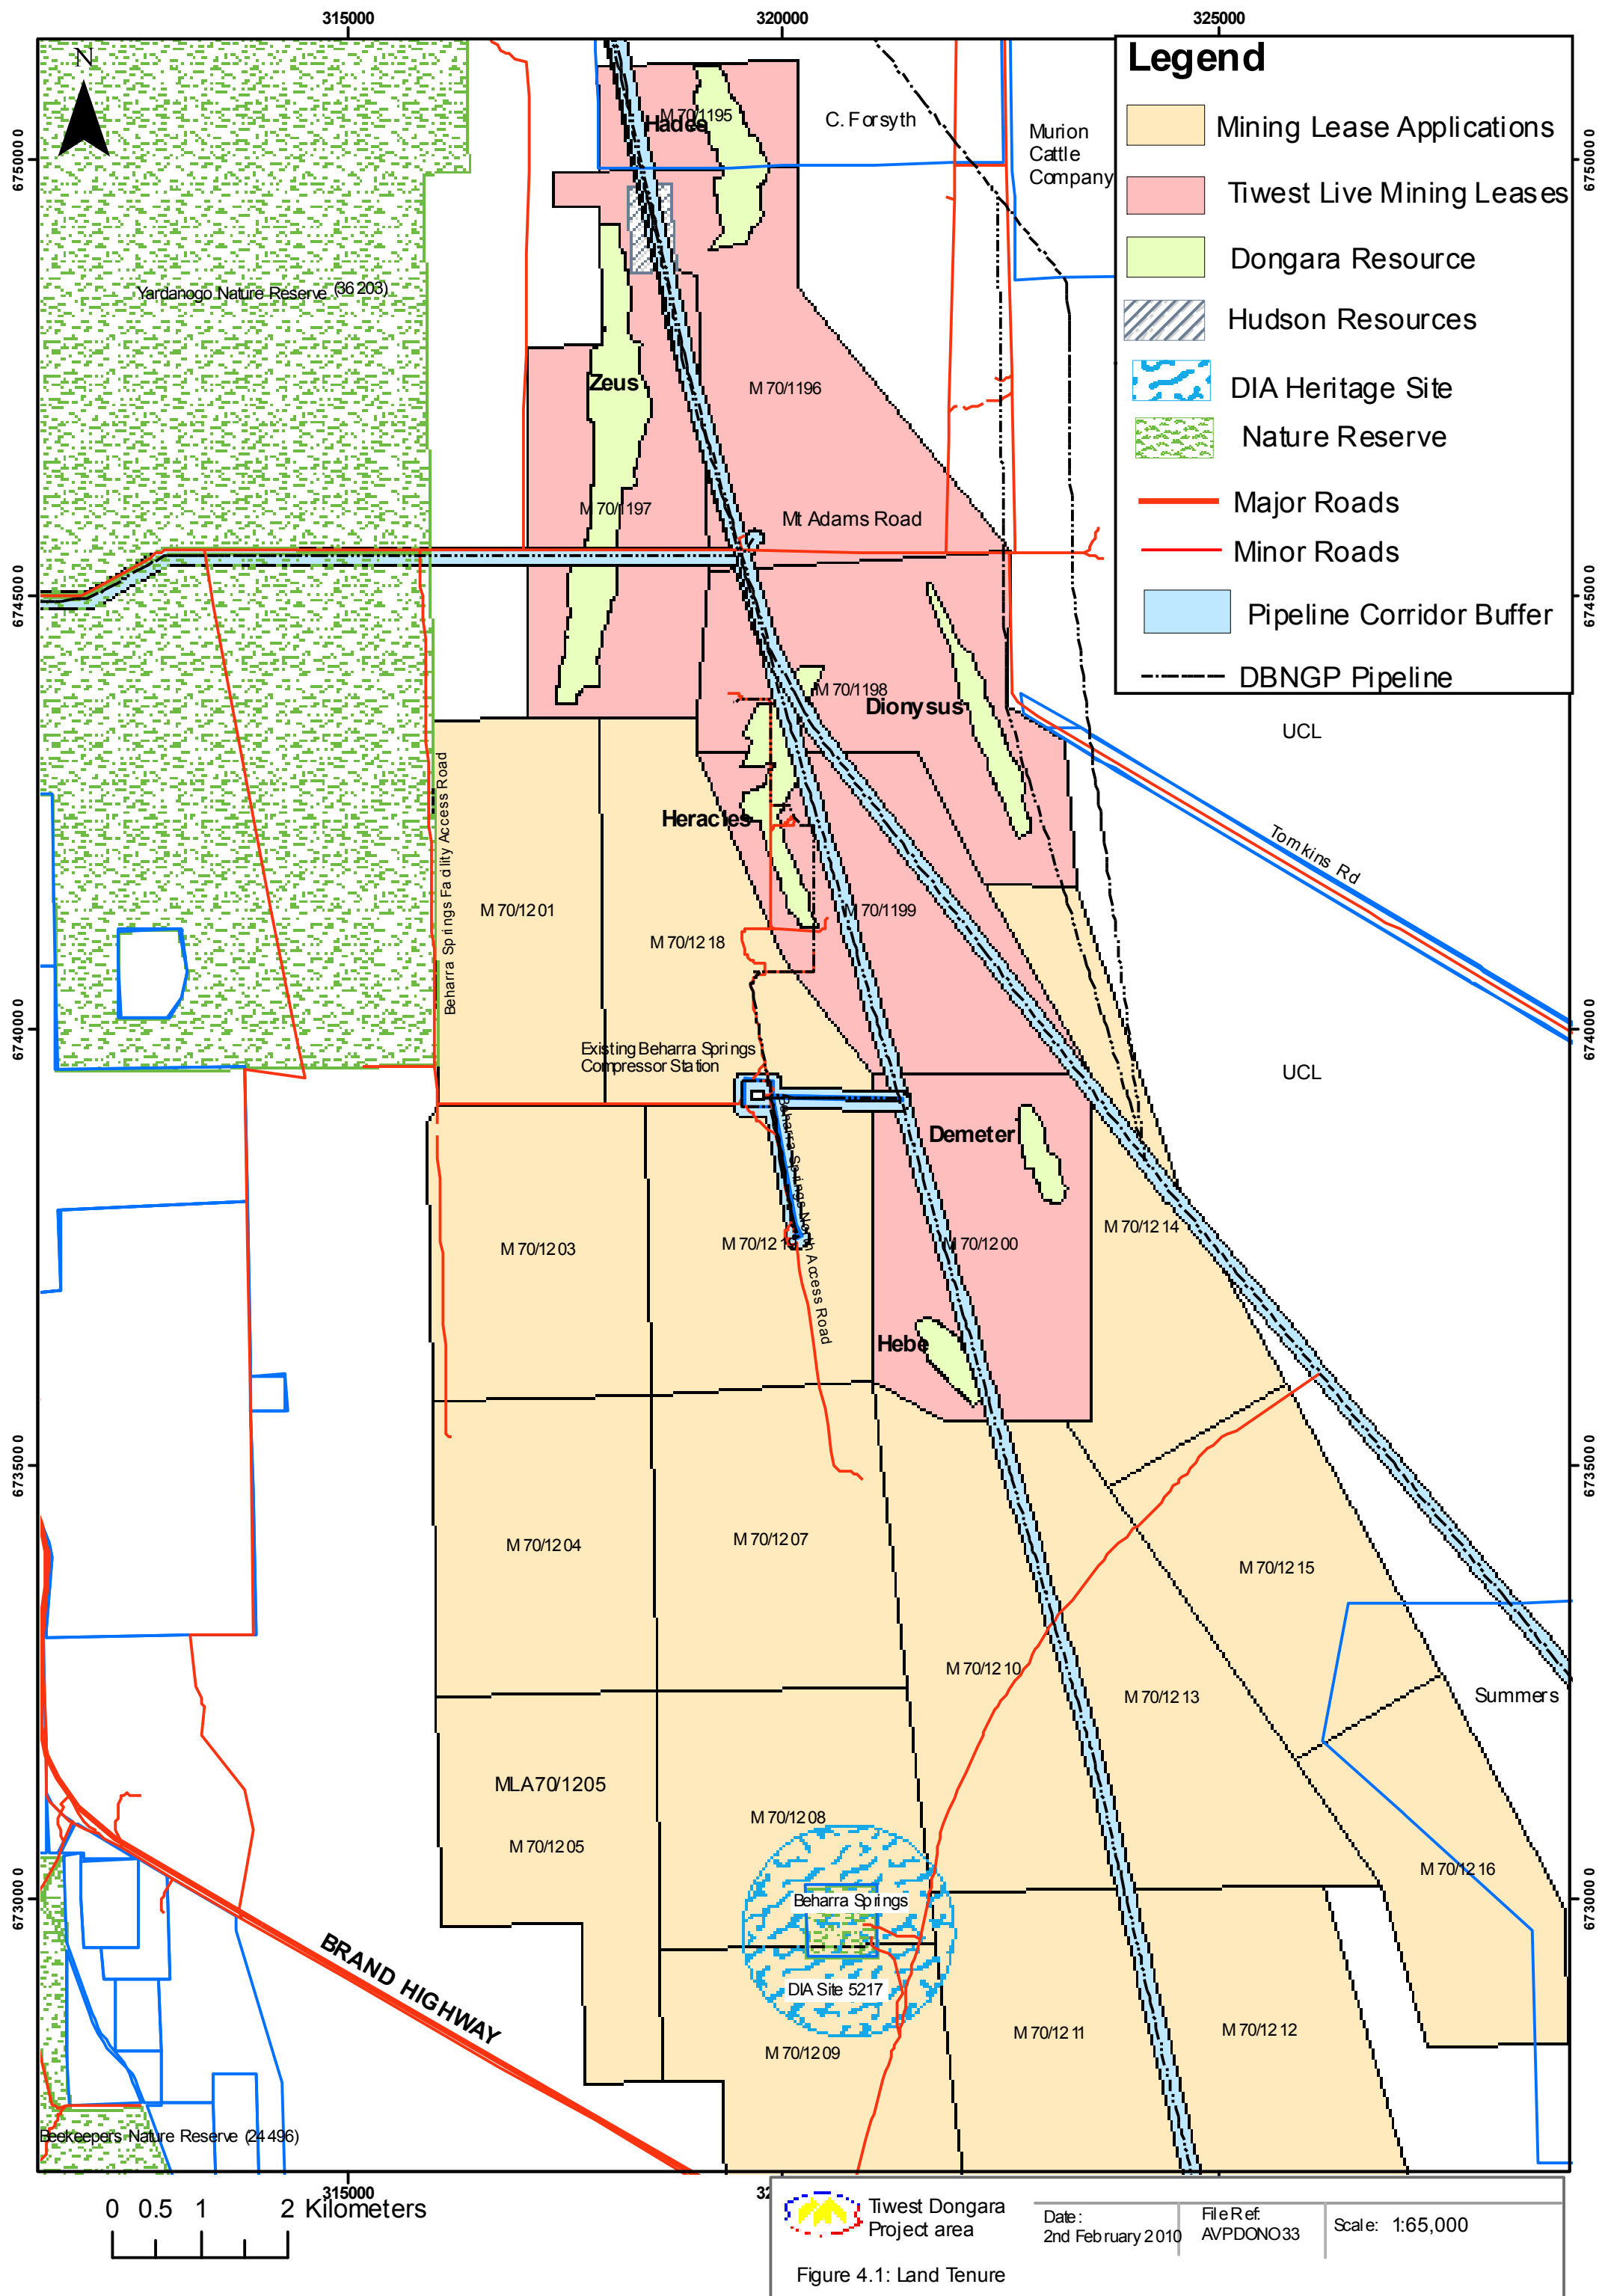 315000
320000
325000
N
Legend
Mining Lease Applications
Tiwest Live Mining Leases
Dongara Resource
Hudson Resources
DIA Heritage Site
Nature Reserve
Major Roads
Minor Roads
Pipeline Corridor Buffer
DBNGP Pipeline
6750000
6750000
M 70/1195
Hades
C. Forsyth
Murion
Cattle
Company
Yardanogo Nature Reserve (36203)
Zeus
M 70/1196
M 70/1197
Mt Adams Road
6745000
6745000
M 70/1198
Dionysus
UCL
Heracles
Tomkins Rd
Beharra Springs Facility Access Road
M 70/1201
M 70/1199
M 70/1218
6740000
6740000
Existing Beharra Springs
Compressor Station
UCL
Beharra Springs North Access Road
Demeter
M 70/1203
M 70/1200
M 70/1214
Hebe
6735000
6735000
M 70/1204
M 70/1207
M 70/1215
M 70/1210
M 70/1213
Summers
MLA70/1205
M 70/1208
M 70/1205
M 70/1216
6730000
6730000
Beharra Springs
BRAND HIGHWAY
DIA Site 5217
M 70/1209
M 70/1211
M 70/1212
Beekeepers Nature Reserve (24496)
315000
0 0.5 1 2 Kilometers
Tiwest Dongara
Project area
Date:
2nd February 2010
File Ref:
AVPDONO33
Scale: 1:65,000
Figure 4.1: Land Tenure